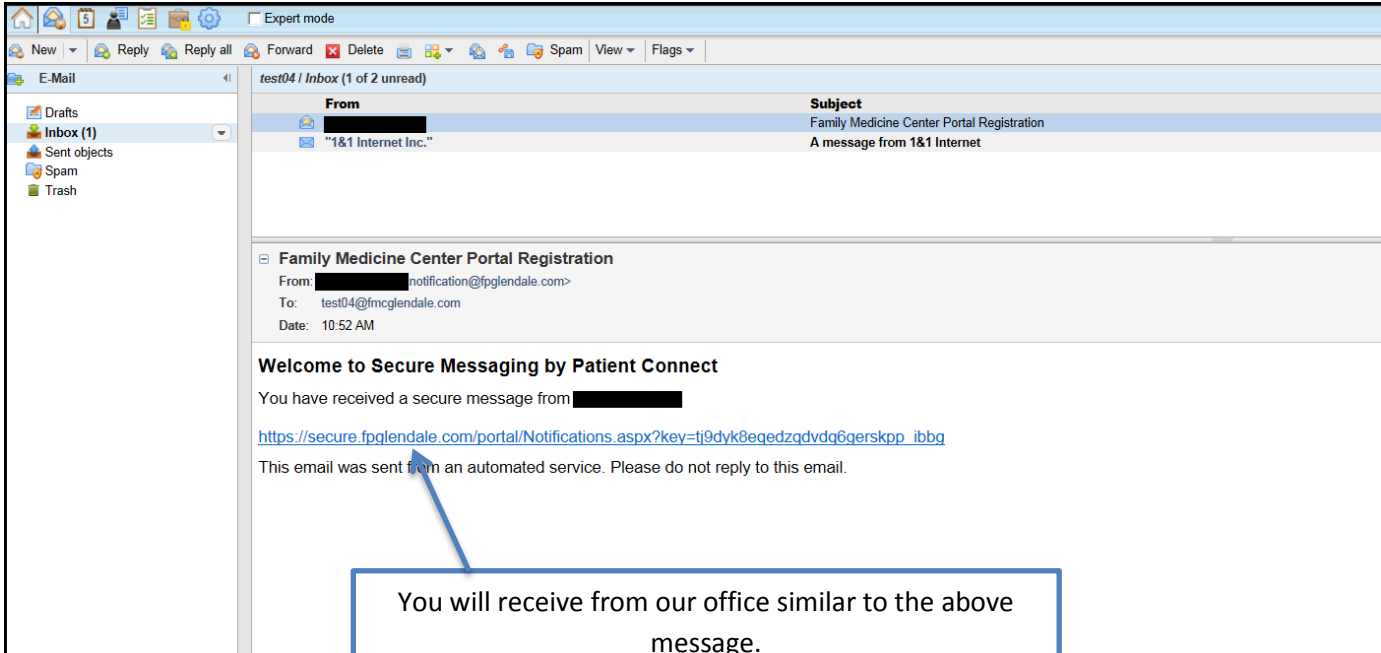 5
Expert mode
New Reply Reply all Forward Delete Spam View Flags
E-Mail
test04 / Inbox (1 of 2 unread)
From Subject
Drafts
Inbox (1)
Sent objects
Spam
Trash
Family Medicine Center Portal Registration
"1&1 Internet Inc." A message from 1&1 Internet
Family Medicine Center Portal Registration
From: notification@fpglendale.com>
To: test04@fmcglendale.com
Date: 10:52 AM
Welcome to Secure Messaging by Patient Connect
You have received a secure message from
https://secure.fpglendale.com/portal/Notifications.aspx?key=tj9dyk8eqedzqdvdq6qerskpp_ibbg
This email was sent from an automated service. Please do not reply to this email.
You will receive from our office similar to the above
message.